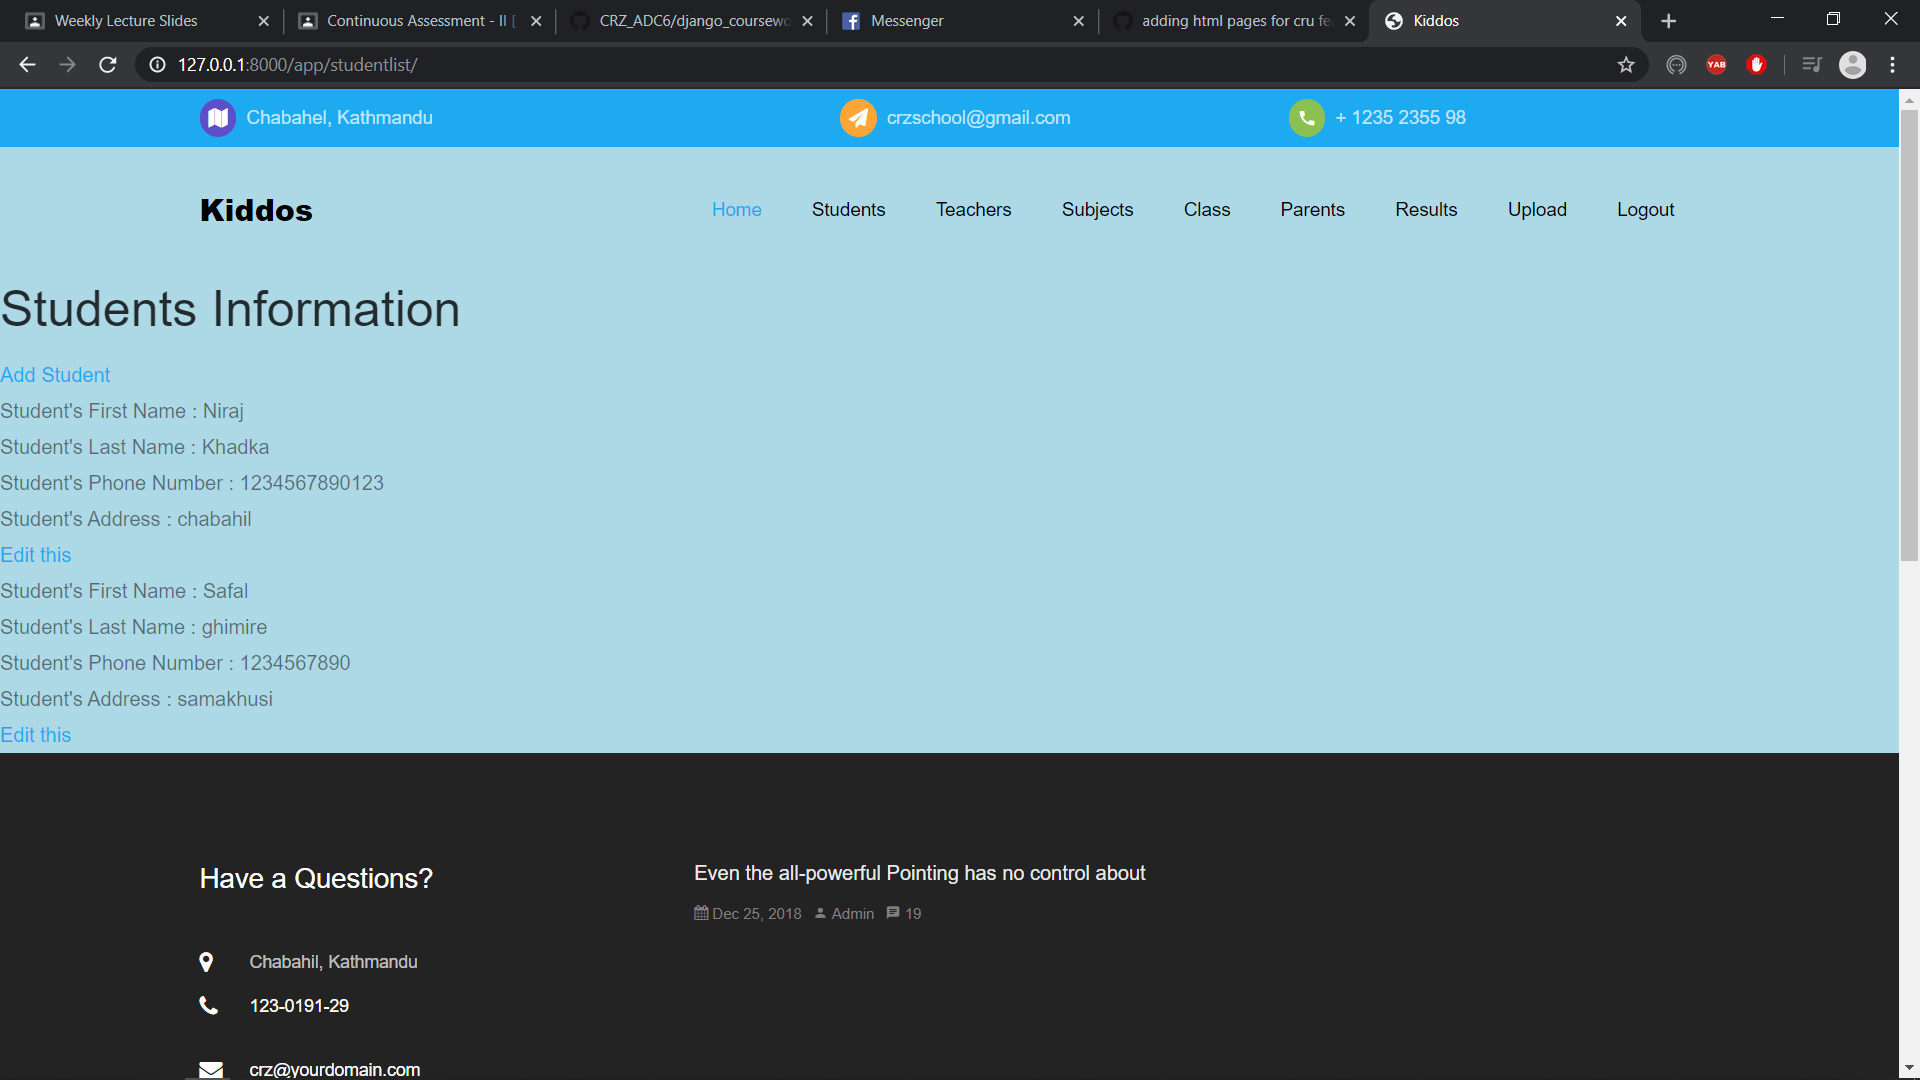 Weekly Lecture Slides
Continuous Assessment - II [
CRZ_ADC6/django_coursewo
Messenger
adding html pages for cru fe
Kiddos
127.0.0.1:8000/app/studentlist/
YAB
Chabahel, Kathmandu
crzschool@gmail.com
+ 1235 2355 98
Kiddos
Home Students Teachers Subjects Class Parents Results Upload Logout
Students Information
Add Student
Student's First Name : Niraj
Student's Last Name : Khadka
Student's Phone Number : 1234567890123
Student's Address : chabahil
Edit this
Student's First Name : Safal
Student's Last Name : ghimire
Student's Phone Number : 1234567890
Student's Address : samakhusi
Edit this
Have a Questions?
Chabahil, Kathmandu
123-0191-29
crz@yourdomain.com
Even the all-powerful Pointing has no control about
Dec 25, 2018 Admin 19